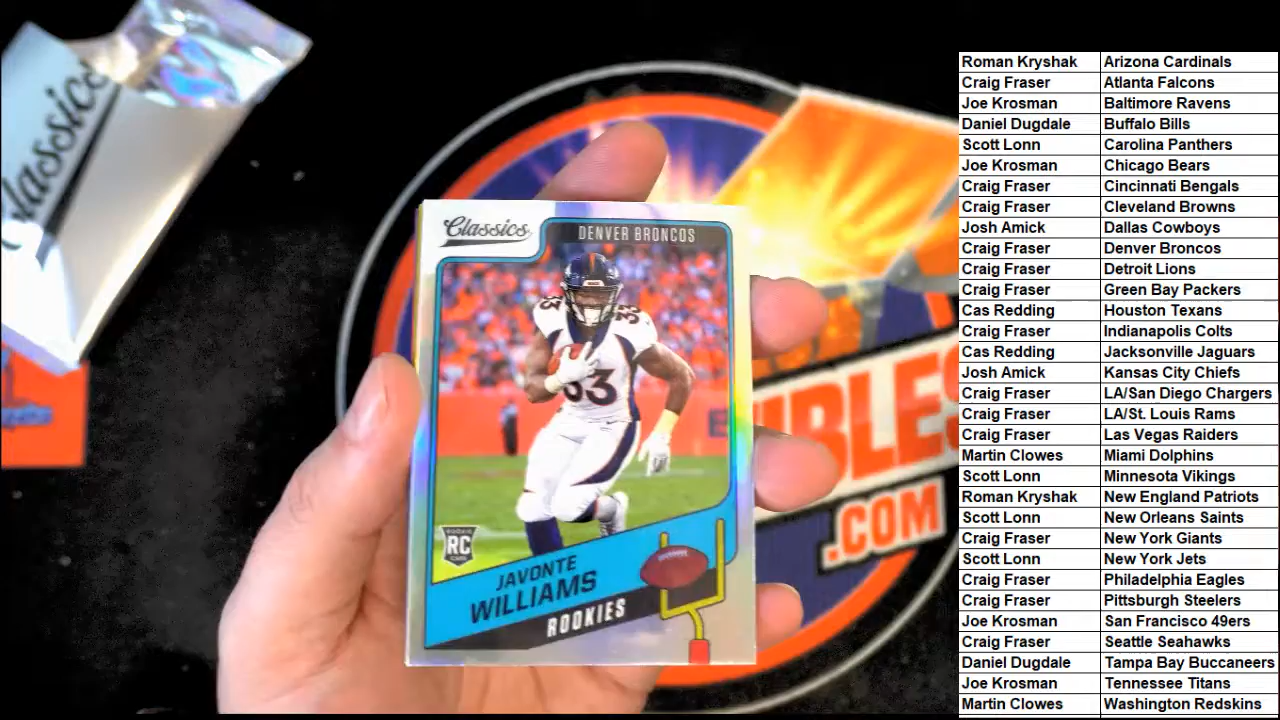 Classics
Classics
DENVER BRONCOS
33
33
33
ROOKIE
RC
JAVONTE
WILLIAMS
ROOKIES
IBLES
.COM
Roman Kryshak Arizona Cardinals
Craig Fraser Atlanta Falcons
Joe Krosman Baltimore Ravens
Daniel Dugdale Buffalo Bills
Scott Lonn Carolina Panthers
Joe Krosman Chicago Bears
Craig Fraser Cincinnati Bengals
Craig Fraser Cleveland Browns
Josh Amick Dallas Cowboys
Craig Fraser Denver Broncos
Craig Fraser Detroit Lions
Craig Fraser Green Bay Packers
Cas Redding Houston Texans
Craig Fraser Indianapolis Colts
Cas Redding Jacksonville Jaguars
Josh Amick Kansas City Chiefs
Craig Fraser LA/San Diego Chargers
Craig Fraser LA/St. Louis Rams
Craig Fraser Las Vegas Raiders
Martin Clowes Miami Dolphins
Scott Lonn Minnesota Vikings
Roman Kryshak New England Patriots
Scott Lonn New Orleans Saints
Craig Fraser New York Giants
Scott Lonn New York Jets
Craig Fraser Philadelphia Eagles
Craig Fraser Pittsburgh Steelers
Joe Krosman San Francisco 49ers
Craig Fraser Seattle Seahawks
Daniel Dugdale Tampa Bay Buccaneers
Joe Krosman Tennessee Titans
Martin Clowes Washington Redskins